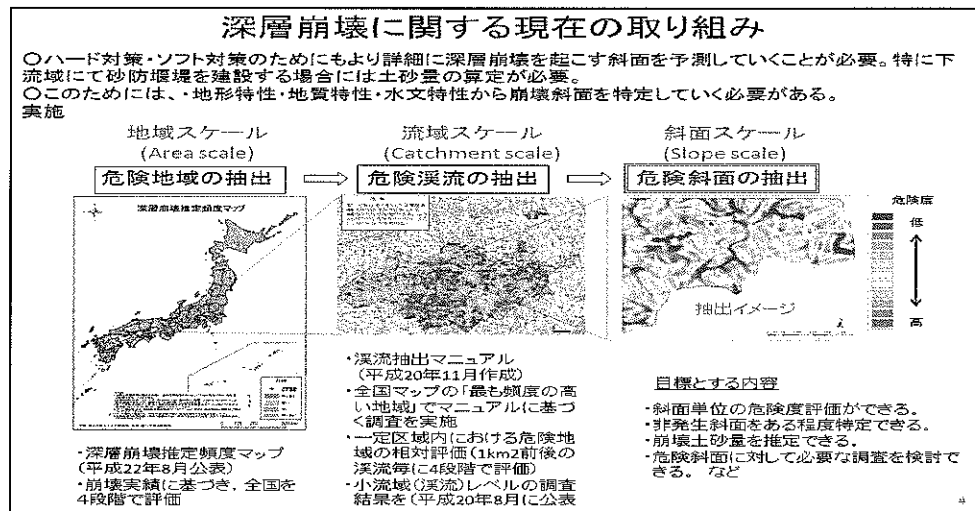 深層崩壊に関する現在の取り組み
○ハード対策・ソフト対策のためにもより詳細に深層崩壊を起こす斜面を予測していくことが必要。特に下
流域にて砂防堰堤を建設する場合には土砂量の算定が必要。
○このためには、・地形特性・地質特性・水文特性から崩壊斜面を特定していく必要がある。
実施
地域スケール
(Area scale)
危険地域の抽出
流域スケール
(Catchment scale)
危険渓流の抽出
斜面スケール
(Slope scale)
危険斜面の抽出
深層崩壊推定頻度マップ
危険度
低
高
抽出イメージ
・深層崩壊推定頻度マップ
(平成22年8月公表)
・崩壊実績に基づき，全国を
4段階で評価
・渓流抽出マニュアル
(平成20年11月作成)
・全国マップの「最も頻度の高
い地域」でマニュアルに基づ
く調査を実施
・一定区域内における危険地
域の相対評価(1km2前後の
渓流毎に4段階で評価)
・小流域(渓流)レベルの調査
結果を(平成20年8月に公表
目標とする内容
・斜面単位の危険度評価ができる。
・非発生斜面をある程度特定できる。
・崩壊土砂量を推定できる。
・危険斜面に対して必要な調査を検討で
きる。 など
4